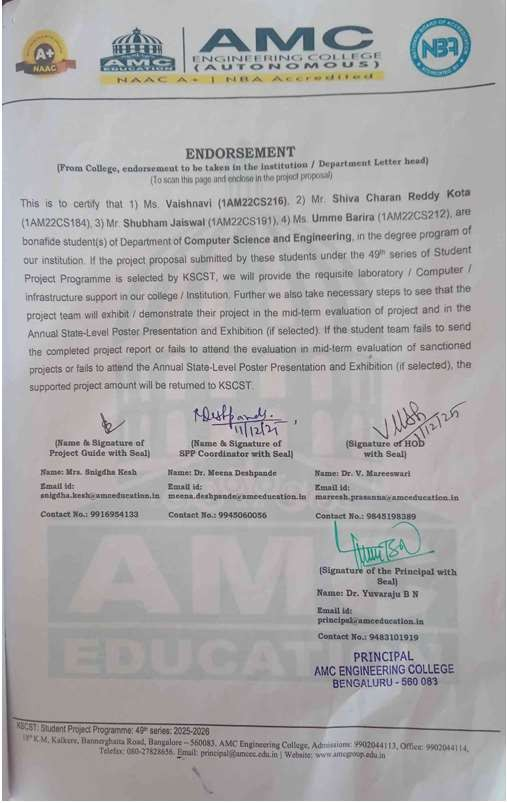 A+
NAAC
AMC
EDUCATION
AMC
ENGINEERING COLLEGE
(AUTONOMOUS)
NAAC A+ | NBA Accredited
NATIONAL BOARD OF ACCREDITATION
NBA
ENDORSEMENT
(From College, endorsement to be taken in the institution / Department Letter head)
(To scan this page and enclose in the project proposal)
This is to certify that 1) Ms. Vaishnavi (1AM22CS216), 2) Mr. Shiva Charan Reddy Kota
(1AM22CS184), 3) Mr. Shubham Jaiswal (1AM22CS191), 4) Ms. Umme Barira (1AM22CS212), are
bonafide student(s) of Department of Computer Science and Engineering, in the degree program of
our institution. If the project proposal submitted by these students under the 49th series of Student
Project Programme is selected by KSCST, we will provide the requisite laboratory / Computer /
infrastructure support in our college / Institution. Further we also take necessary steps to see that the
project team will exhibit / demonstrate their project in the mid-term evaluation of project and in the
Annual State-Level Poster Presentation and Exhibition (if selected). If the student team fails to send
the completed project report or fails to attend the evaluation in mid-term evaluation of sanctioned
projects or fails to attend the Annual State-Level Poster Presentation and Exhibition (if selected), the
supported project amount will be returned to KSCST.
(Name & Signature of
Project Guide with Seal)
Name: Mrs. Snigdha Kesh
Email id:
snigdha.kesh@amceducation.in
Contact No.: 9916954133
MDeshpande.
11/12/25
(Name & Signature of
SPP Coordinator with Seal)
Name: Dr. Meena Deshpande
Email id:
meena.deshpande@amceducation.in
Contact No.: 9945060056
11/12/25
(Signature of HOD
with Seal)
Name: Dr. V. Mareeswari
Email id:
mareesh.prasanna@amceducation.in
Contact No.: 9845198389
(Signature of the Principal with
Seal)
Name: Dr. Yuvaraju B N
Email id:
principal@amceducation.in
Contact No.: 9483101919
PRINCIPAL
AMC ENGINEERING COLLEGE
BENGALURU - 560 083
AMC
EDUCATION
KSCST: Student Project Programme: 49th series: 2025-2026
18th K.M, Kalkere, Bannerghatta Road, Bangalore – 560083. AMC Engineering College, Admissions: 9902044113, Office: 9902044114,
Telefax: 080-27828656, Email: principal@amcec.edu.in | Website: www.amcgroup.edu.in